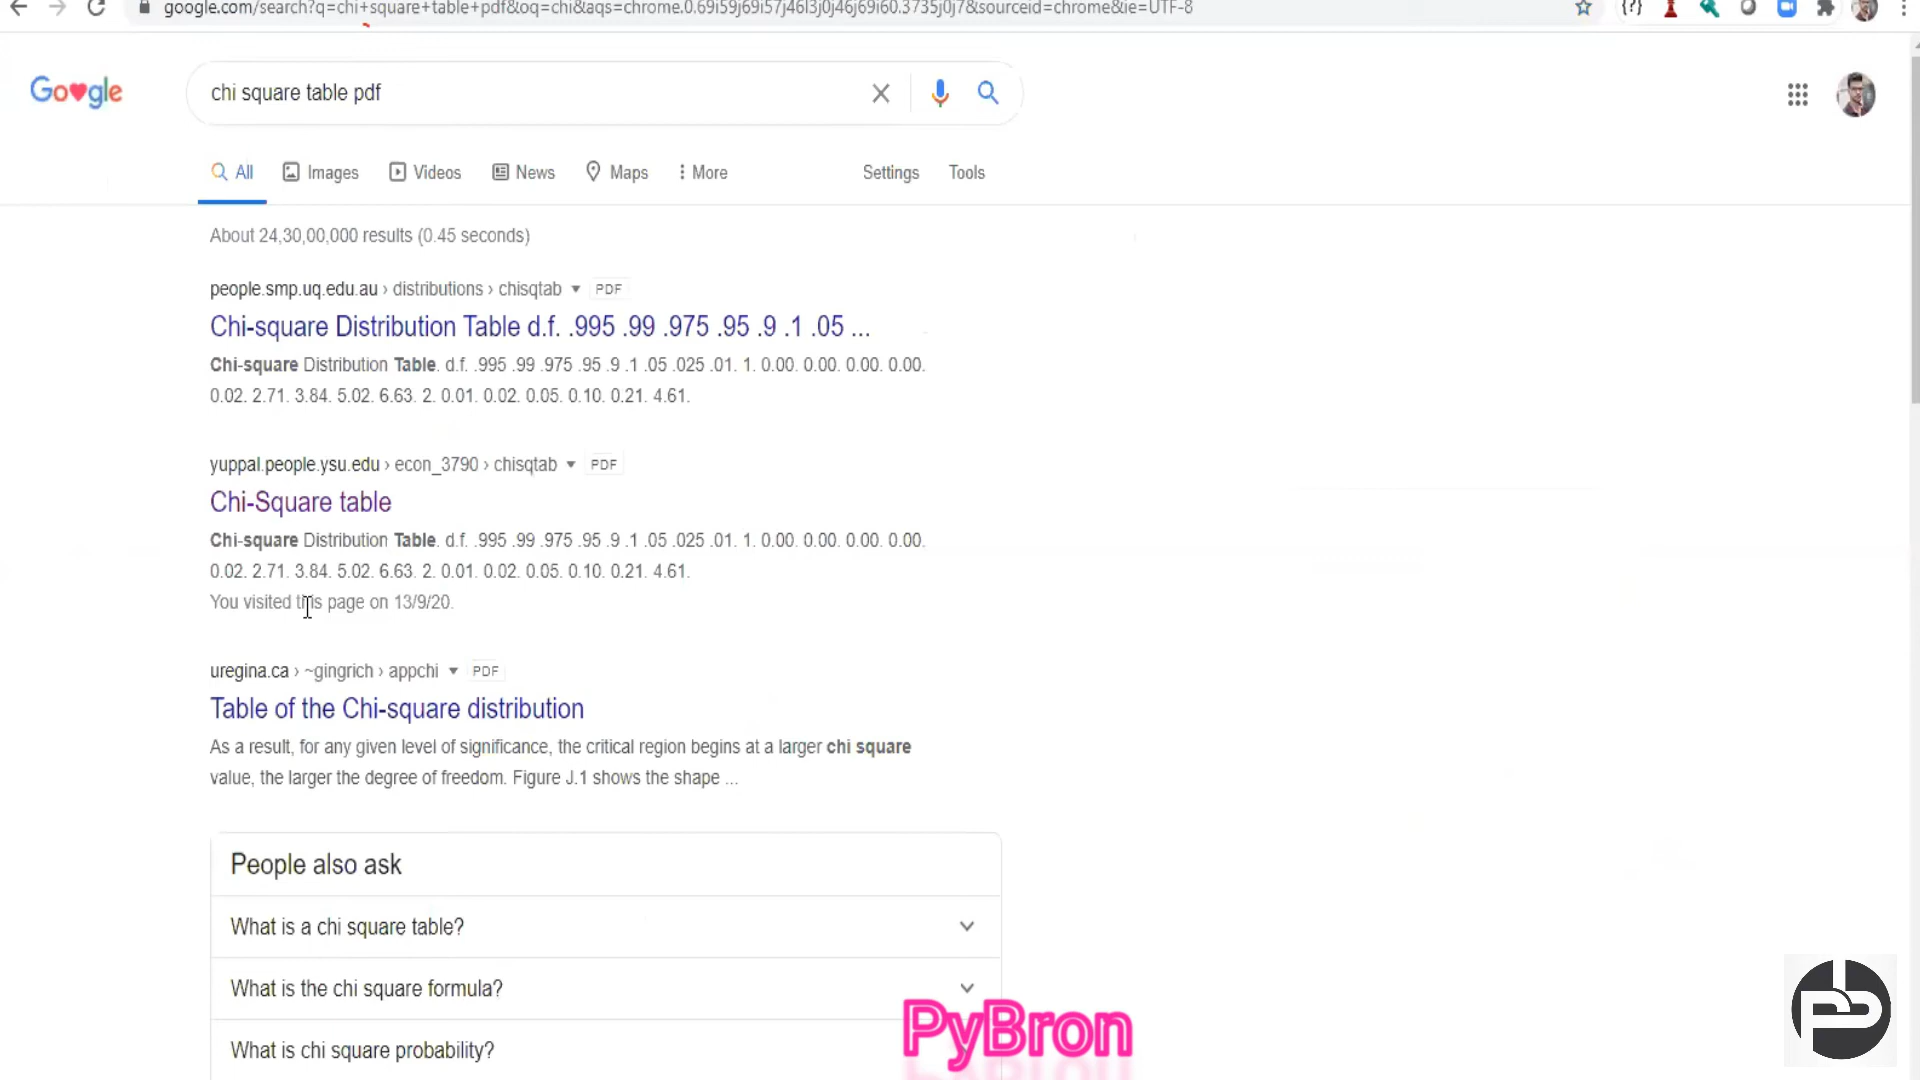 google.com/search?q=chi+square+table+pdf&oq=chi&aqs=chrome.0.69i59j69i57j46l3j0j46j69i60.3735j0j7&sourceid=chrome&ie=UTF-8
Google
chi square table pdf
All Images Videos News Maps More Settings Tools
About 24,30,00,000 results (0.45 seconds)
people.smp.uq.edu.au › distributions › chisqtab PDF
Chi-square Distribution Table d.f. .995 .99 .975 .95 .9 .1 .05 ...
Chi-square Distribution Table. d.f. .995 .99 .975 .95 .9 .1 .05 .025 .01. 1. 0.00. 0.00. 0.00. 0.00.
0.02. 2.71. 3.84. 5.02. 6.63. 2. 0.01. 0.02. 0.05. 0.10. 0.21. 4.61.
yuppal.people.ysu.edu › econ_3790 › chisqtab PDF
Chi-Square table
Chi-square Distribution Table. d.f. .995 .99 .975 .95 .9 .1 .05 .025 .01. 1. 0.00. 0.00. 0.00. 0.00.
0.02. 2.71. 3.84. 5.02. 6.63. 2. 0.01. 0.02. 0.05. 0.10. 0.21. 4.61.
You visited this page on 13/9/20.
uregina.ca › ~gingrich › appchi PDF
Table of the Chi-square distribution
As a result, for any given level of significance, the critical region begins at a larger chi square
value, the larger the degree of freedom. Figure J.1 shows the shape ...
People also ask
What is a chi square table?
What is the chi square formula?
What is chi square probability?
PyBron